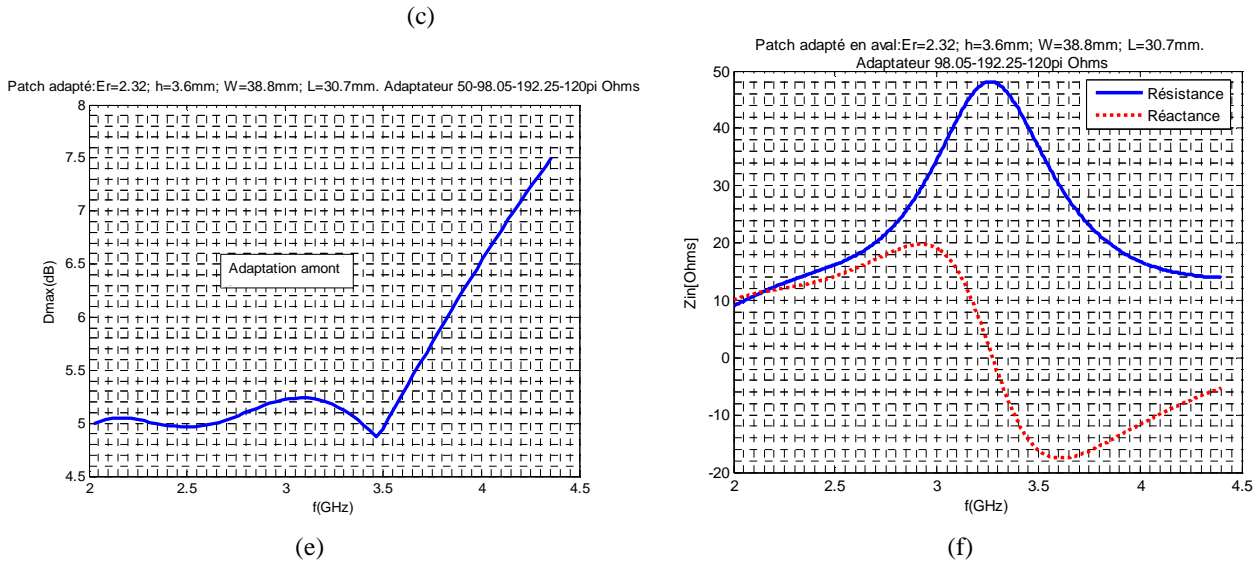 (c)
Patch adapté:Er=2.32; h=3.6mm; W=38.8mm; L=30.7mm. Adaptateur 50-98.05-192.25-120pi Ohms
8
7.5
7
6.5
6
5.5
5
4.5
Dmax(dB)
Adaptation amont
2
2.5
3
3.5
4
4.5
f(GHz)
(e)
Patch adapté en aval:Er=2.32; h=3.6mm; W=38.8mm; L=30.7mm.
Adaptateur 98.05-192.25-120pi Ohms
50
40
30
20
10
0
-10
-20
Zin[Ohms]
Résistance
Réactance
2
2.5
3
3.5
4
4.5
f(GHz)
(f)